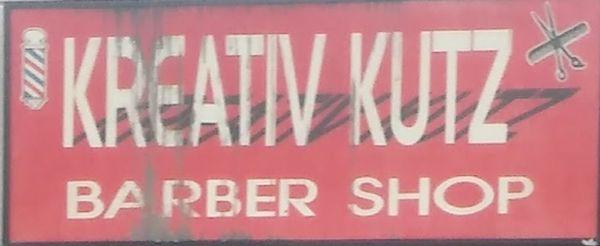 KREATIV KUTZ
BARBER SHOP